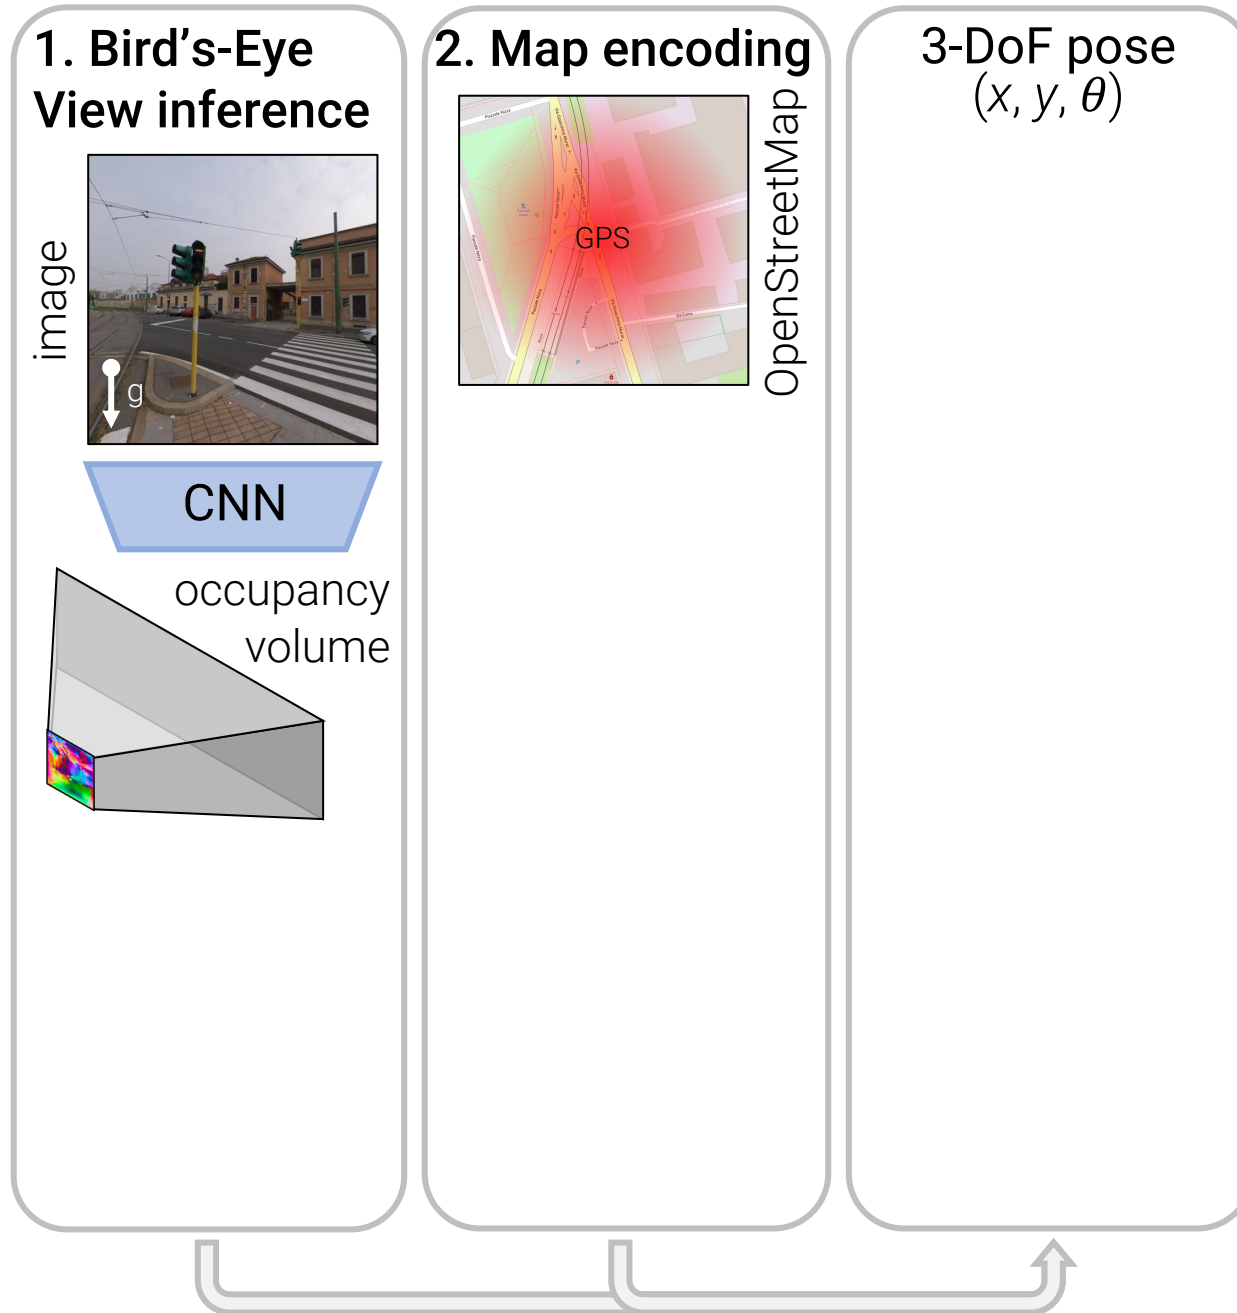 1. Bird's-Eye
View inference
image
g
CNN
occupancy
volume
2. Map encoding
GPS
OpenStreetMap
3-DoF pose
(x, y, θ)